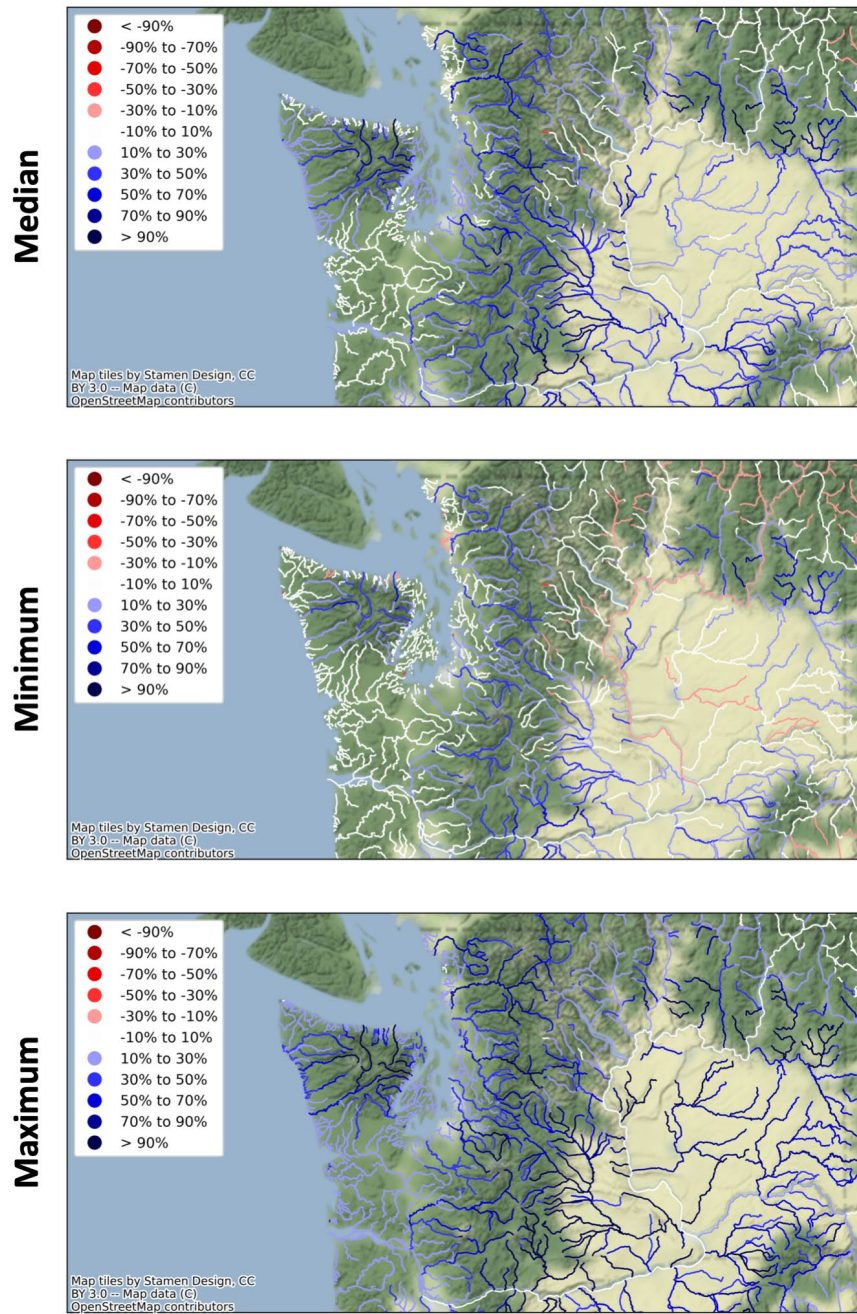 Median
< -90%
-90% to -70%
-70% to -50%
-50% to -30%
-30% to -10%
-10% to 10%
10% to 30%
30% to 50%
50% to 70%
70% to 90%
> 90%
Map tiles by Stamen Design, CC
BY 3.0 -- Map data (C)
OpenStreetMap contributors
Minimum
< -90%
-90% to -70%
-70% to -50%
-50% to -30%
-30% to -10%
-10% to 10%
10% to 30%
30% to 50%
50% to 70%
70% to 90%
> 90%
Map tiles by Stamen Design, CC
BY 3.0 -- Map data (C)
OpenStreetMap contributors
Maximum
< -90%
-90% to -70%
-70% to -50%
-50% to -30%
-30% to -10%
-10% to 10%
10% to 30%
30% to 50%
50% to 70%
70% to 90%
> 90%
Map tiles by Stamen Design, CC
BY 3.0 -- Map data (C)
OpenStreetMap contributors